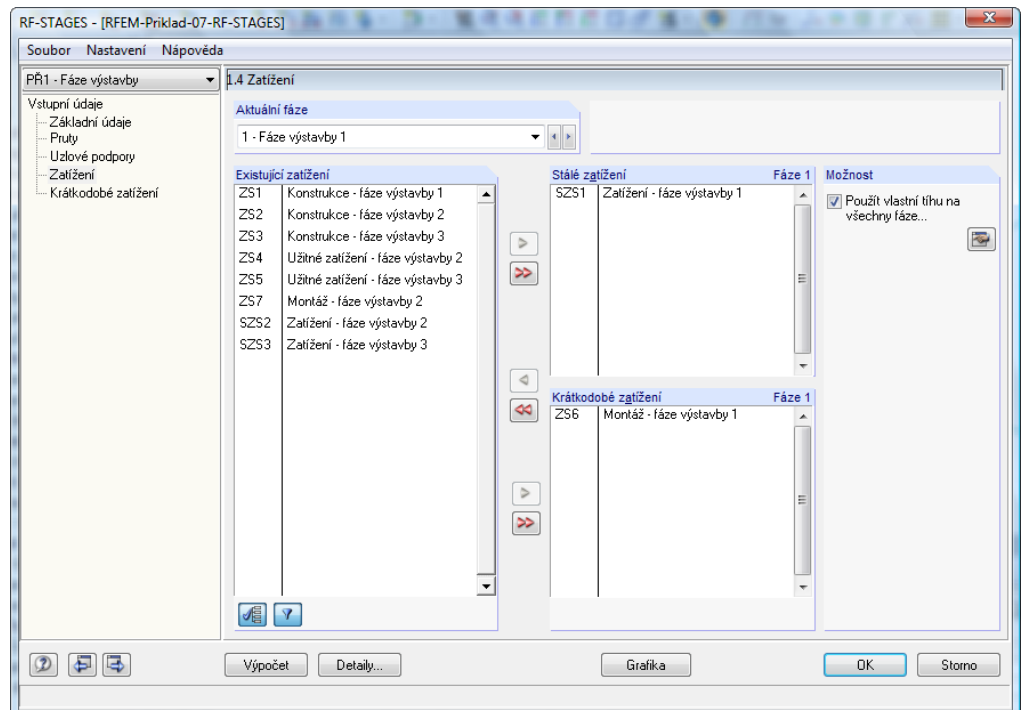 RF-STAGES - [RFEM-Priklad-07-RF-STAGES]
Soubor Nastavení Nápověda
PŘ1 - Fáze výstavby
1.4 Zatížení
Vstupní údaje
Základní údaje
Pruty
Uzlové podpory
Zatížení
Krátkodobé zatížení
Aktuální fáze
1 - Fáze výstavby 1
Existující zatížení
ZS1 Konstrukce - fáze výstavby 1
ZS2 Konstrukce - fáze výstavby 2
ZS3 Konstrukce - fáze výstavby 3
ZS4 Užitné zatížení - fáze výstavby 2
ZS5 Užitné zatížení - fáze výstavby 3
ZS7 Montáž - fáze výstavby 2
SZS2 Zatížení - fáze výstavby 2
SZS3 Zatížení - fáze výstavby 3
Stálé zatížení Fáze 1
SZS1 Zatížení - fáze výstavby 1
Krátkodobé zatížení Fáze 1
ZS6 Montáž - fáze výstavby 1
Možnost
Použít vlastní tíhu na
všechny fáze...
Výpočet Detaily... Grafika OK Storno